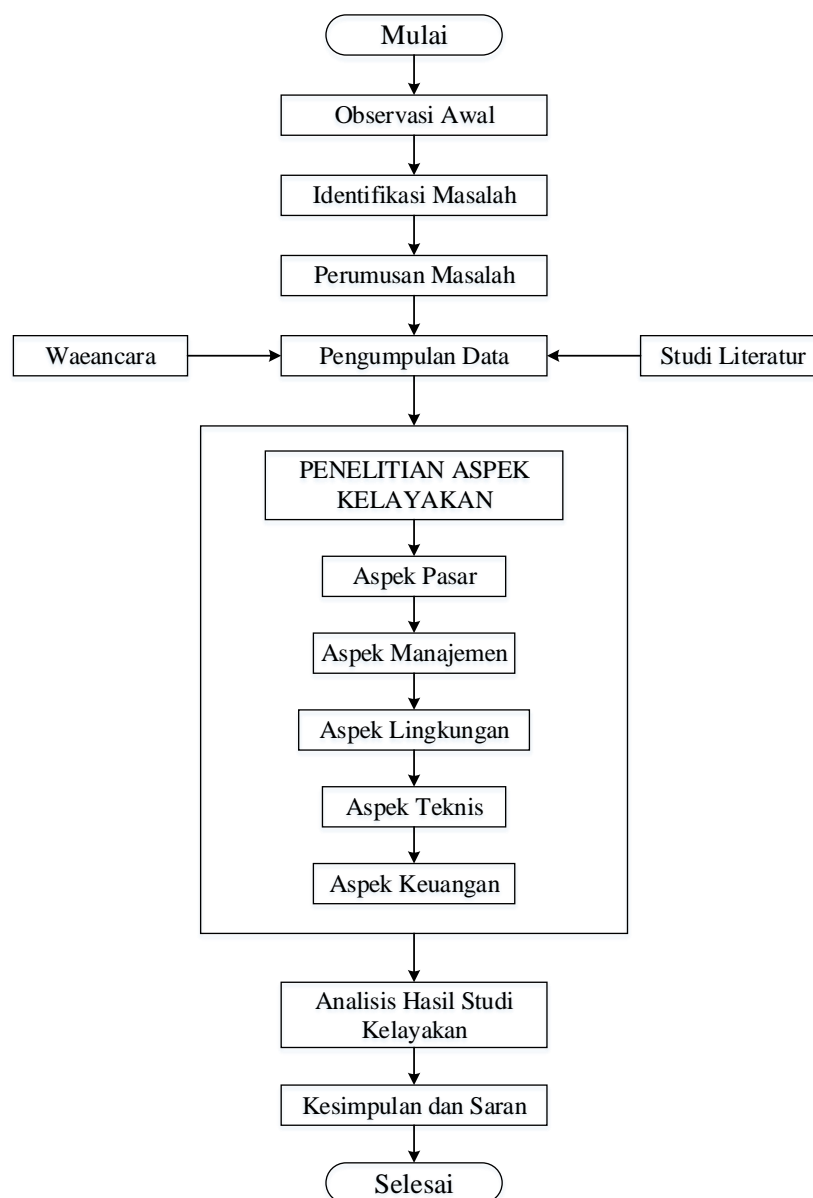 Mulai
Observasi Awal
Identifikasi Masalah
Perumusan Masalah
Waeancara
Pengumpulan Data
Studi Literatur
PENELITIAN ASPEK
KELAYAKAN
Aspek Pasar
Aspek Manajemen
Aspek Lingkungan
Aspek Teknis
Aspek Keuangan
Analisis Hasil Studi
Kelayakan
Kesimpulan dan Saran
Selesai